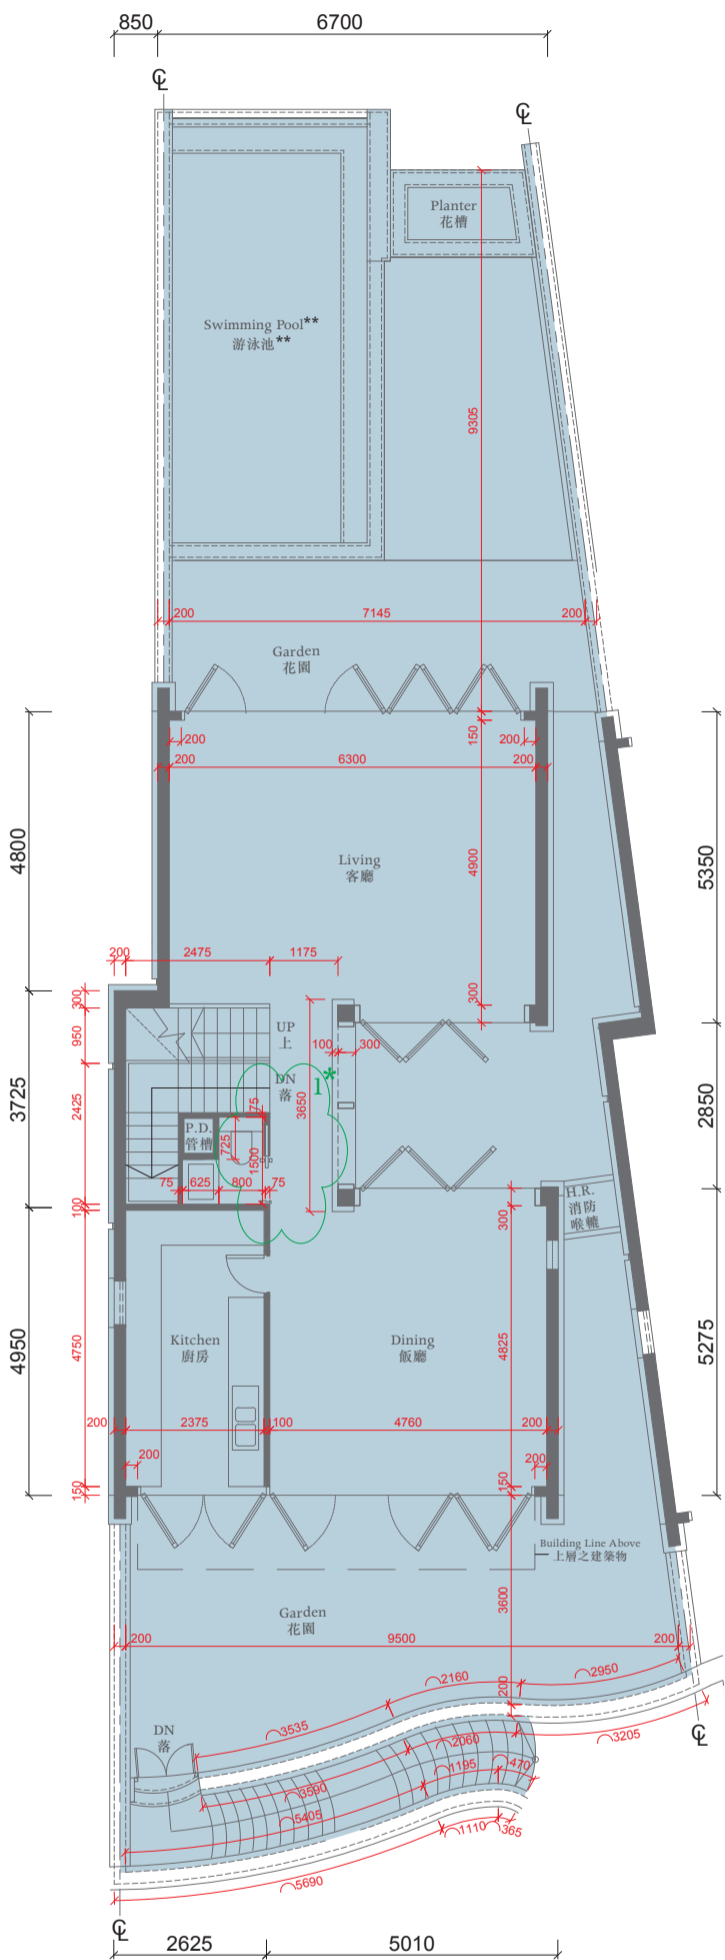 850
6700
℄
℄
Planter
花槽
Swimming Pool**
游泳池**
9305
200
7145
200
Garden
花園
200
150
200
200
6300
200
4800
Living
客廳
4900
5350
200
2475
1175
300
300
950
UP
上
100
300
DN
落
1*
3650
3725
2425
2850
P.D.
管槽
75
725
1500
75
625
800
75
100
300
H.R.
消防
喉轆
4950
4750
Kitchen
廚房
Dining
飯廳
4825
5275
200
2375
100
4760
200
200
200
150
150
Building Line Above
上層之建築物
3600
Garden
花園
200
9500
200
2160
2950
200
3535
DN
落
2060
3205
℄
1195
470
3590
5405
1110
365
5690
℄
2625
5010